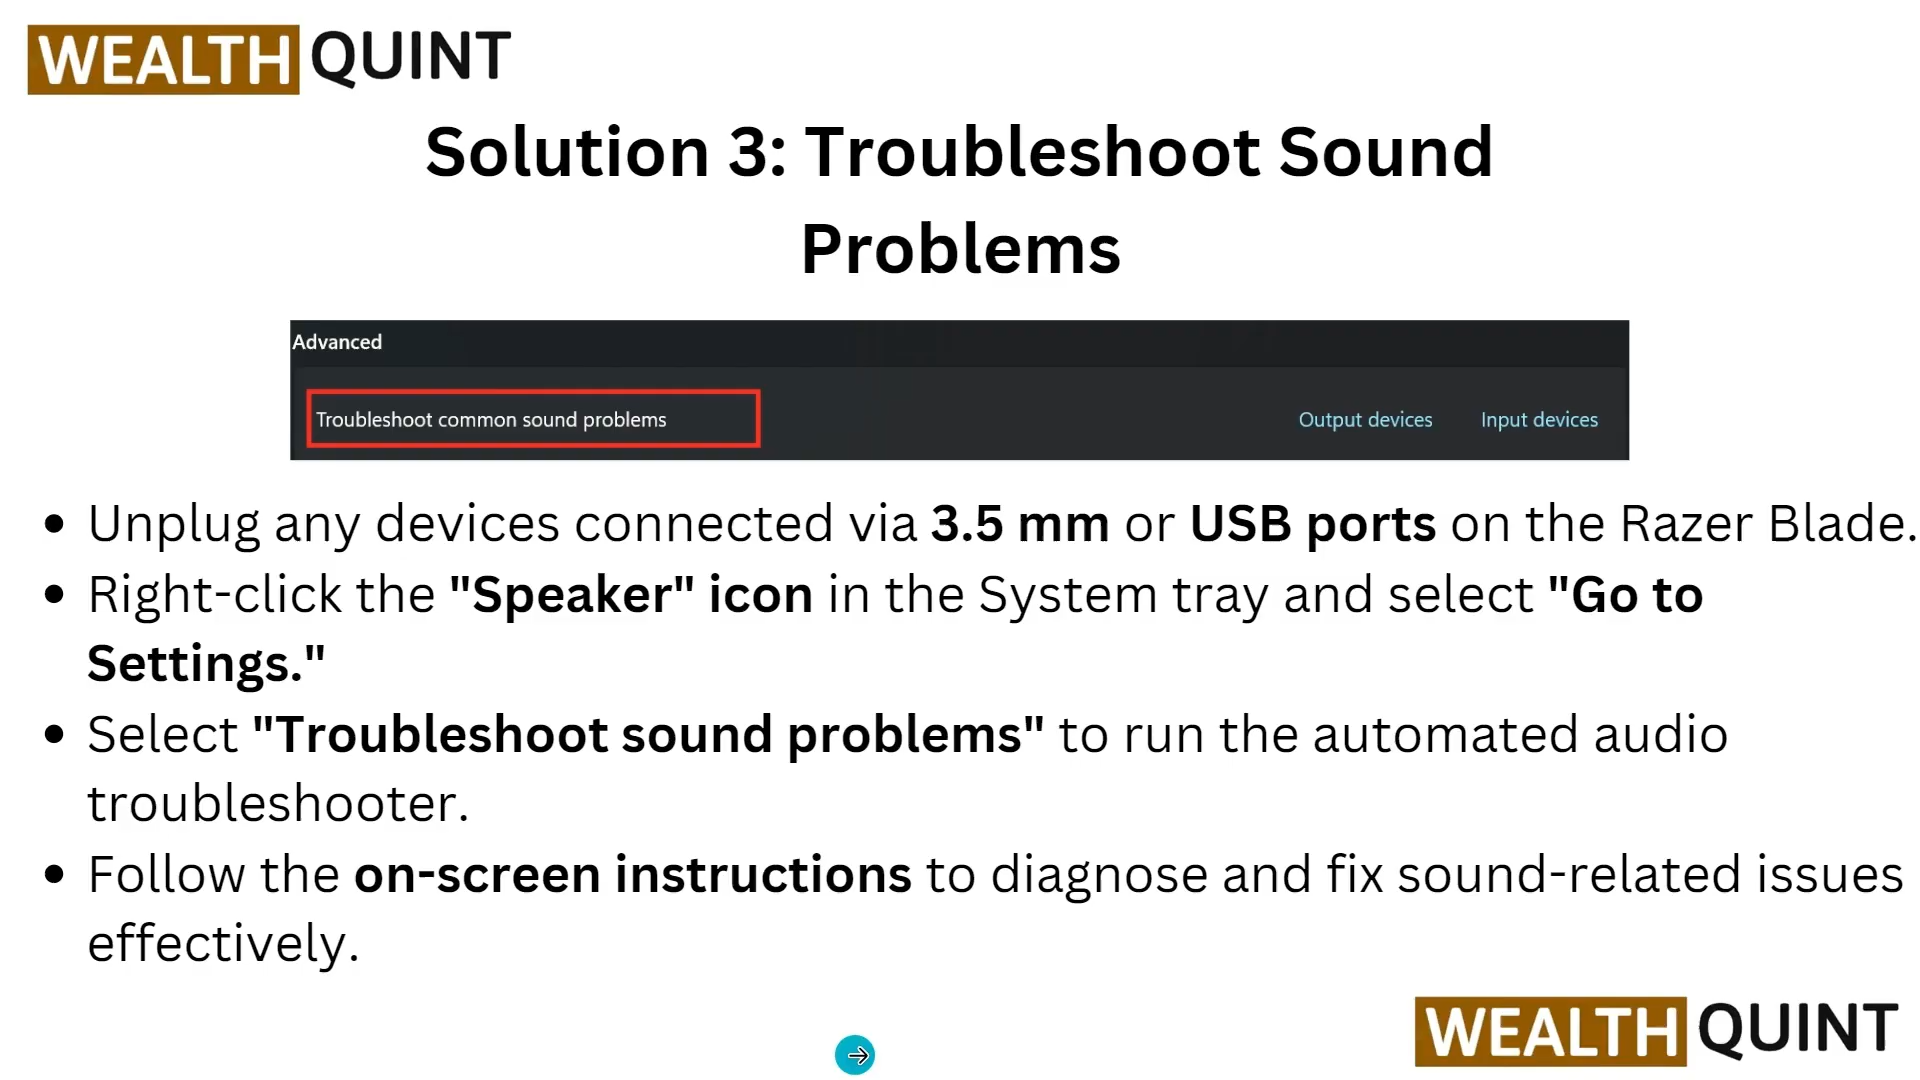 WEALTH QUINT
Solution 3: Troubleshoot Sound
Problems
Advanced
Troubleshoot common sound problems
Output devices
Input devices
• Unplug any devices connected via 3.5 mm or USB ports on the Razer Blade.
• Right-click the "Speaker" icon in the System tray and select "Go to
Settings."
• Select "Troubleshoot sound problems" to run the automated audio
troubleshooter.
• Follow the on-screen instructions to diagnose and fix sound-related issues
effectively.
WEALTH QUINT